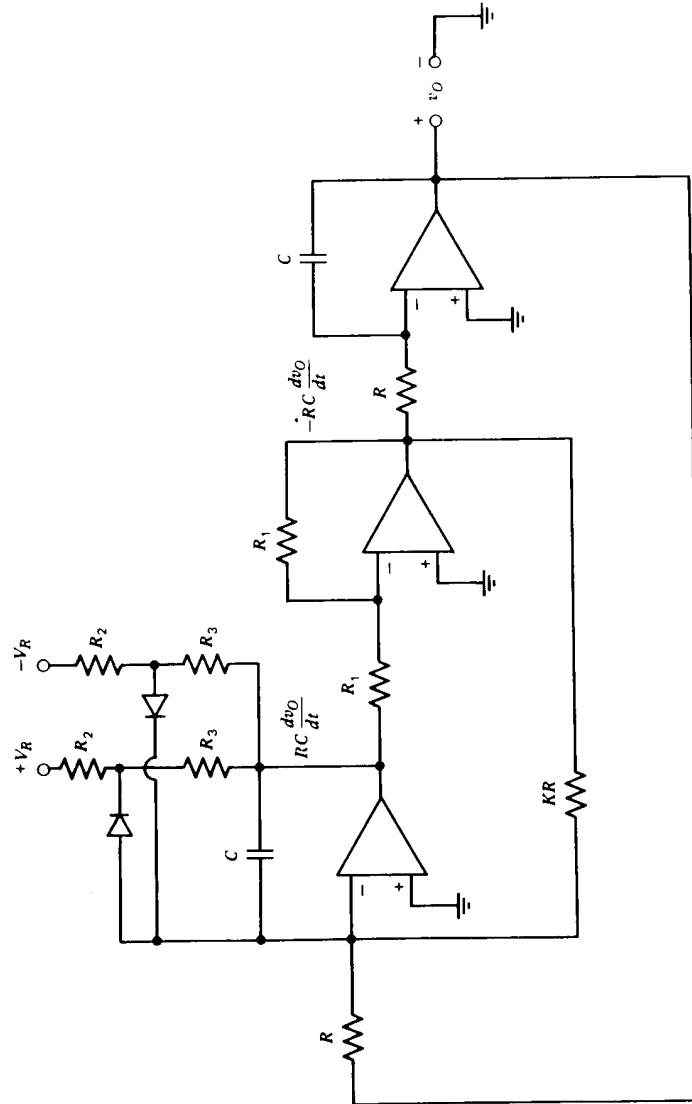 +V_R
−V_R
R_2
R_2
R_3
R_3
C
RC dv_O/dt
R_1
R_1
−RC dv_O/dt
C
R
R
KR
−
+
−
+
−
+
+ v_O −